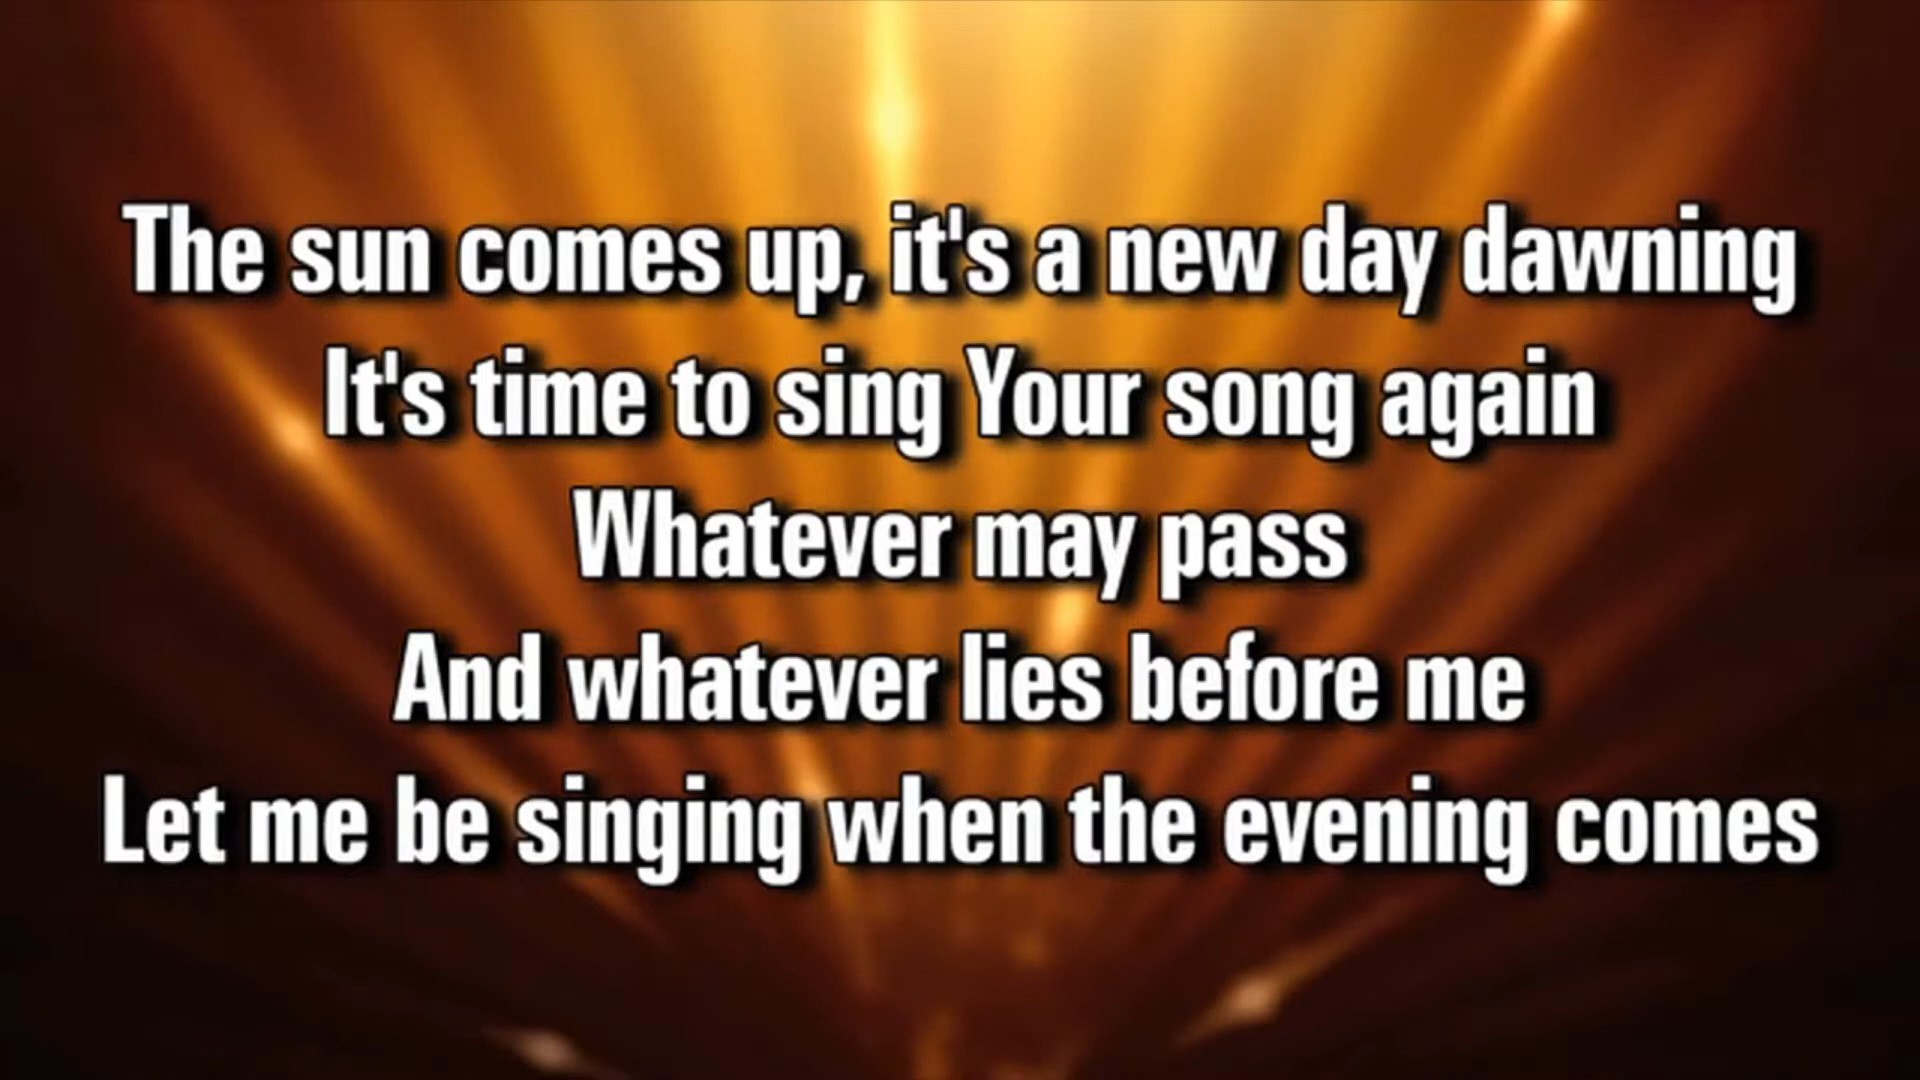 The sun comes up, it's a new day dawning
It's time to sing Your song again
Whatever may pass
And whatever lies before me
Let me be singing when the evening comes